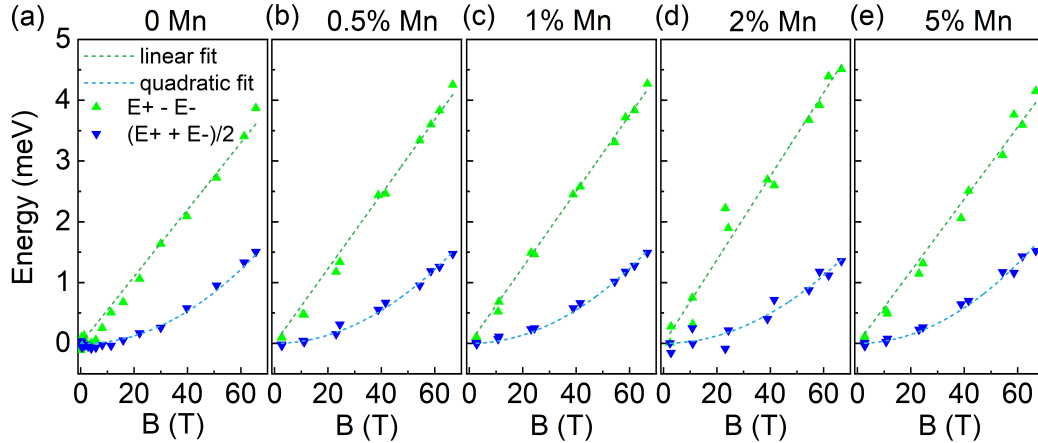 (a) 0 Mn (b) 0.5% Mn (c) 1% Mn (d) 2% Mn (e) 5% Mn
5
4
3
2
1
0
Energy (meV)
linear fit
quadratic fit
E+ - E-
(E+ + E-)/2
0 20 40 60 0 20 40 60 0 20 40 60 0 20 40 60 0 20 40 60
B (T) B (T) B (T) B (T) B (T)